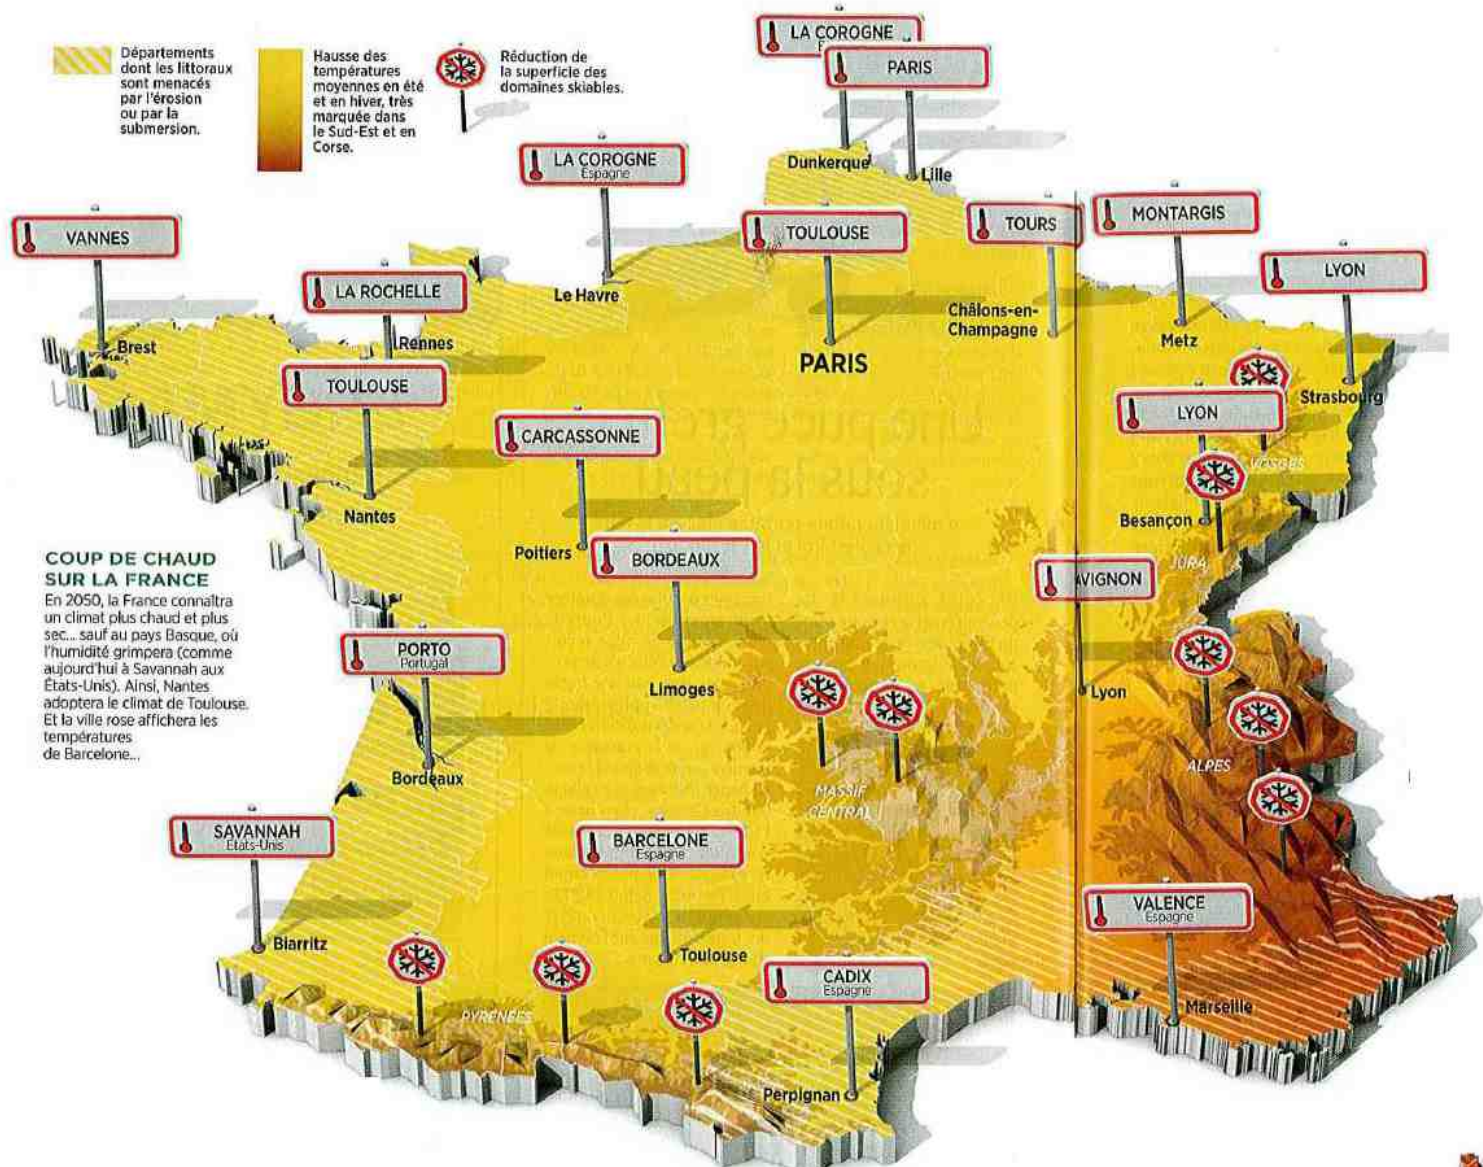 Départements
dont les littoraux
sont menacés
par l'érosion
ou par la
submersion.
Hausse des
températures
moyennes en été
et en hiver, très
marquée dans
le Sud-Est et en
Corse.
Réduction de
la superficie des
domaines skiables.
LA COROGNE
PARIS
Dunkerque
Lille
LA COROGNE
Espagne
Le Havre
TOULOUSE
PARIS
TOURS
Châlons-en-
Champagne
MONTARGIS
Metz
LYON
Strasbourg
VANNES
Brest
LA ROCHELLE
Rennes
TOULOUSE
Nantes
CARCASSONNE
Poitiers
LYON
Besançon
VOSGES
JURA
BORDEAUX
Limoges
AVIGNON
Lyon
COUP DE CHAUD
SUR LA FRANCE
En 2050, la France connaîtra
un climat plus chaud et plus
sec... sauf au pays Basque, où
l'humidité grimpera (comme
aujourd'hui à Savannah aux
États-Unis). Ainsi, Nantes
adoptera le climat de Toulouse.
Et la ville rose affichera les
températures
de Barcelone...
PORTO
Portugal
Bordeaux
MASSIF
CENTRAL
ALPES
SAVANNAH
États-Unis
Biarritz
BARCELONE
Espagne
Toulouse
VALENCE
Espagne
Marseille
CADIX
Espagne
Perpignan
PYRÉNÉES